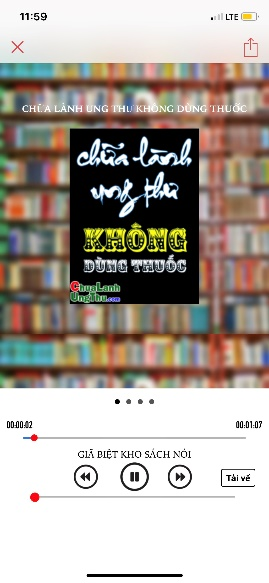 11:59
LTE
CHỮA LÀNH UNG THƯ KHÔNG DÙNG THUỐC
chữa lành
ung thư
KHÔNG
DÙNG THUỐC
ChuaLanh
UngThu.com
00:00:02
00:01:07
GIÃ BIỆT KHO SÁCH NÓI
Tải về